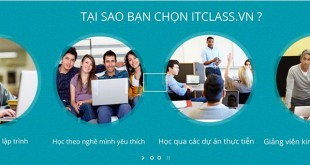 TẠI SAO BẠN CHỌN ITCLASS.VN ?
lập trình
Học theo nghề mình yêu thích
Học qua các dự án thực tiễn
Giảng viên kin